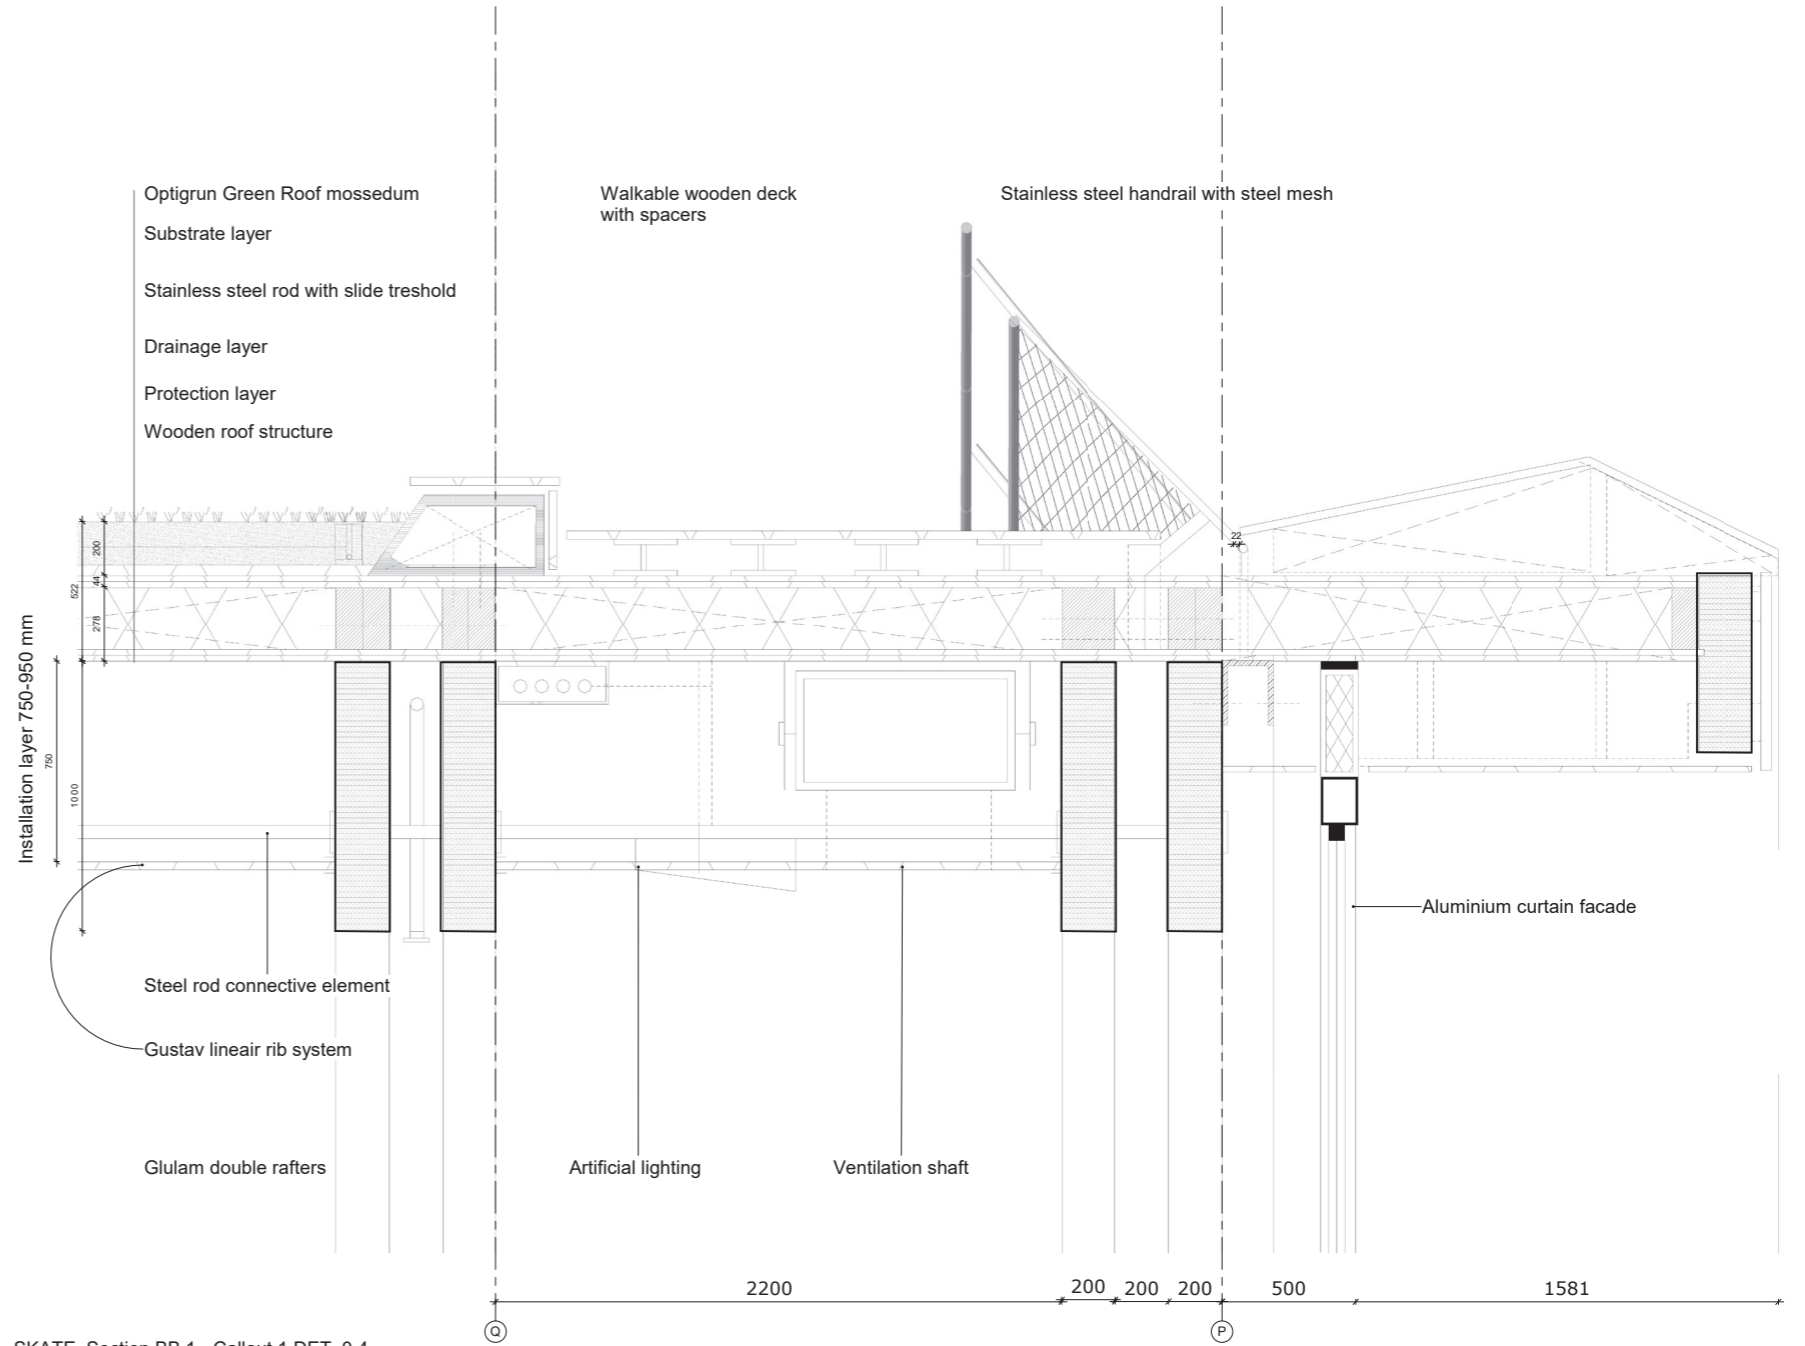 Optigrun Green Roof mossedum
Substrate layer
Stainless steel rod with slide treshold
Drainage layer
Protection layer
Wooden roof structure
Walkable wooden deck
with spacers
Stainless steel handrail with steel mesh
22
200
44
522
278
Installation layer 750-950 mm
750
1000
Aluminium curtain facade
Steel rod connective element
Gustav lineair rib system
Glulam double rafters
Artificial lighting
Ventilation shaft
2200
200
200
200
500
1581
Q
P